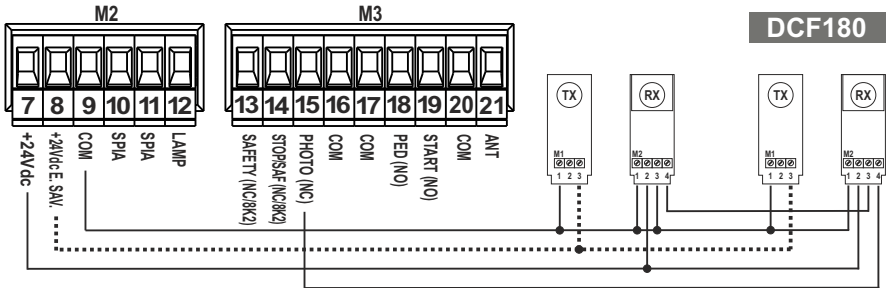 M2
M3
DCF180
7 8 9 10 11 12
13 14 15 16 17 18 19 20 21
+24Vdc
+24Vdc E. SAV.
COM
SPIA
SPIA
LAMP
SAFETY (NC/8K2)
STOP/SAF (NC/8K2)
PHOTO (NC)
COM
COM
PED (NO)
START (NO)
COM
ANT
TX
M1
1 2 3
RX
M2
1 2 3 4
TX
M1
1 2 3
RX
M2
1 2 3 4